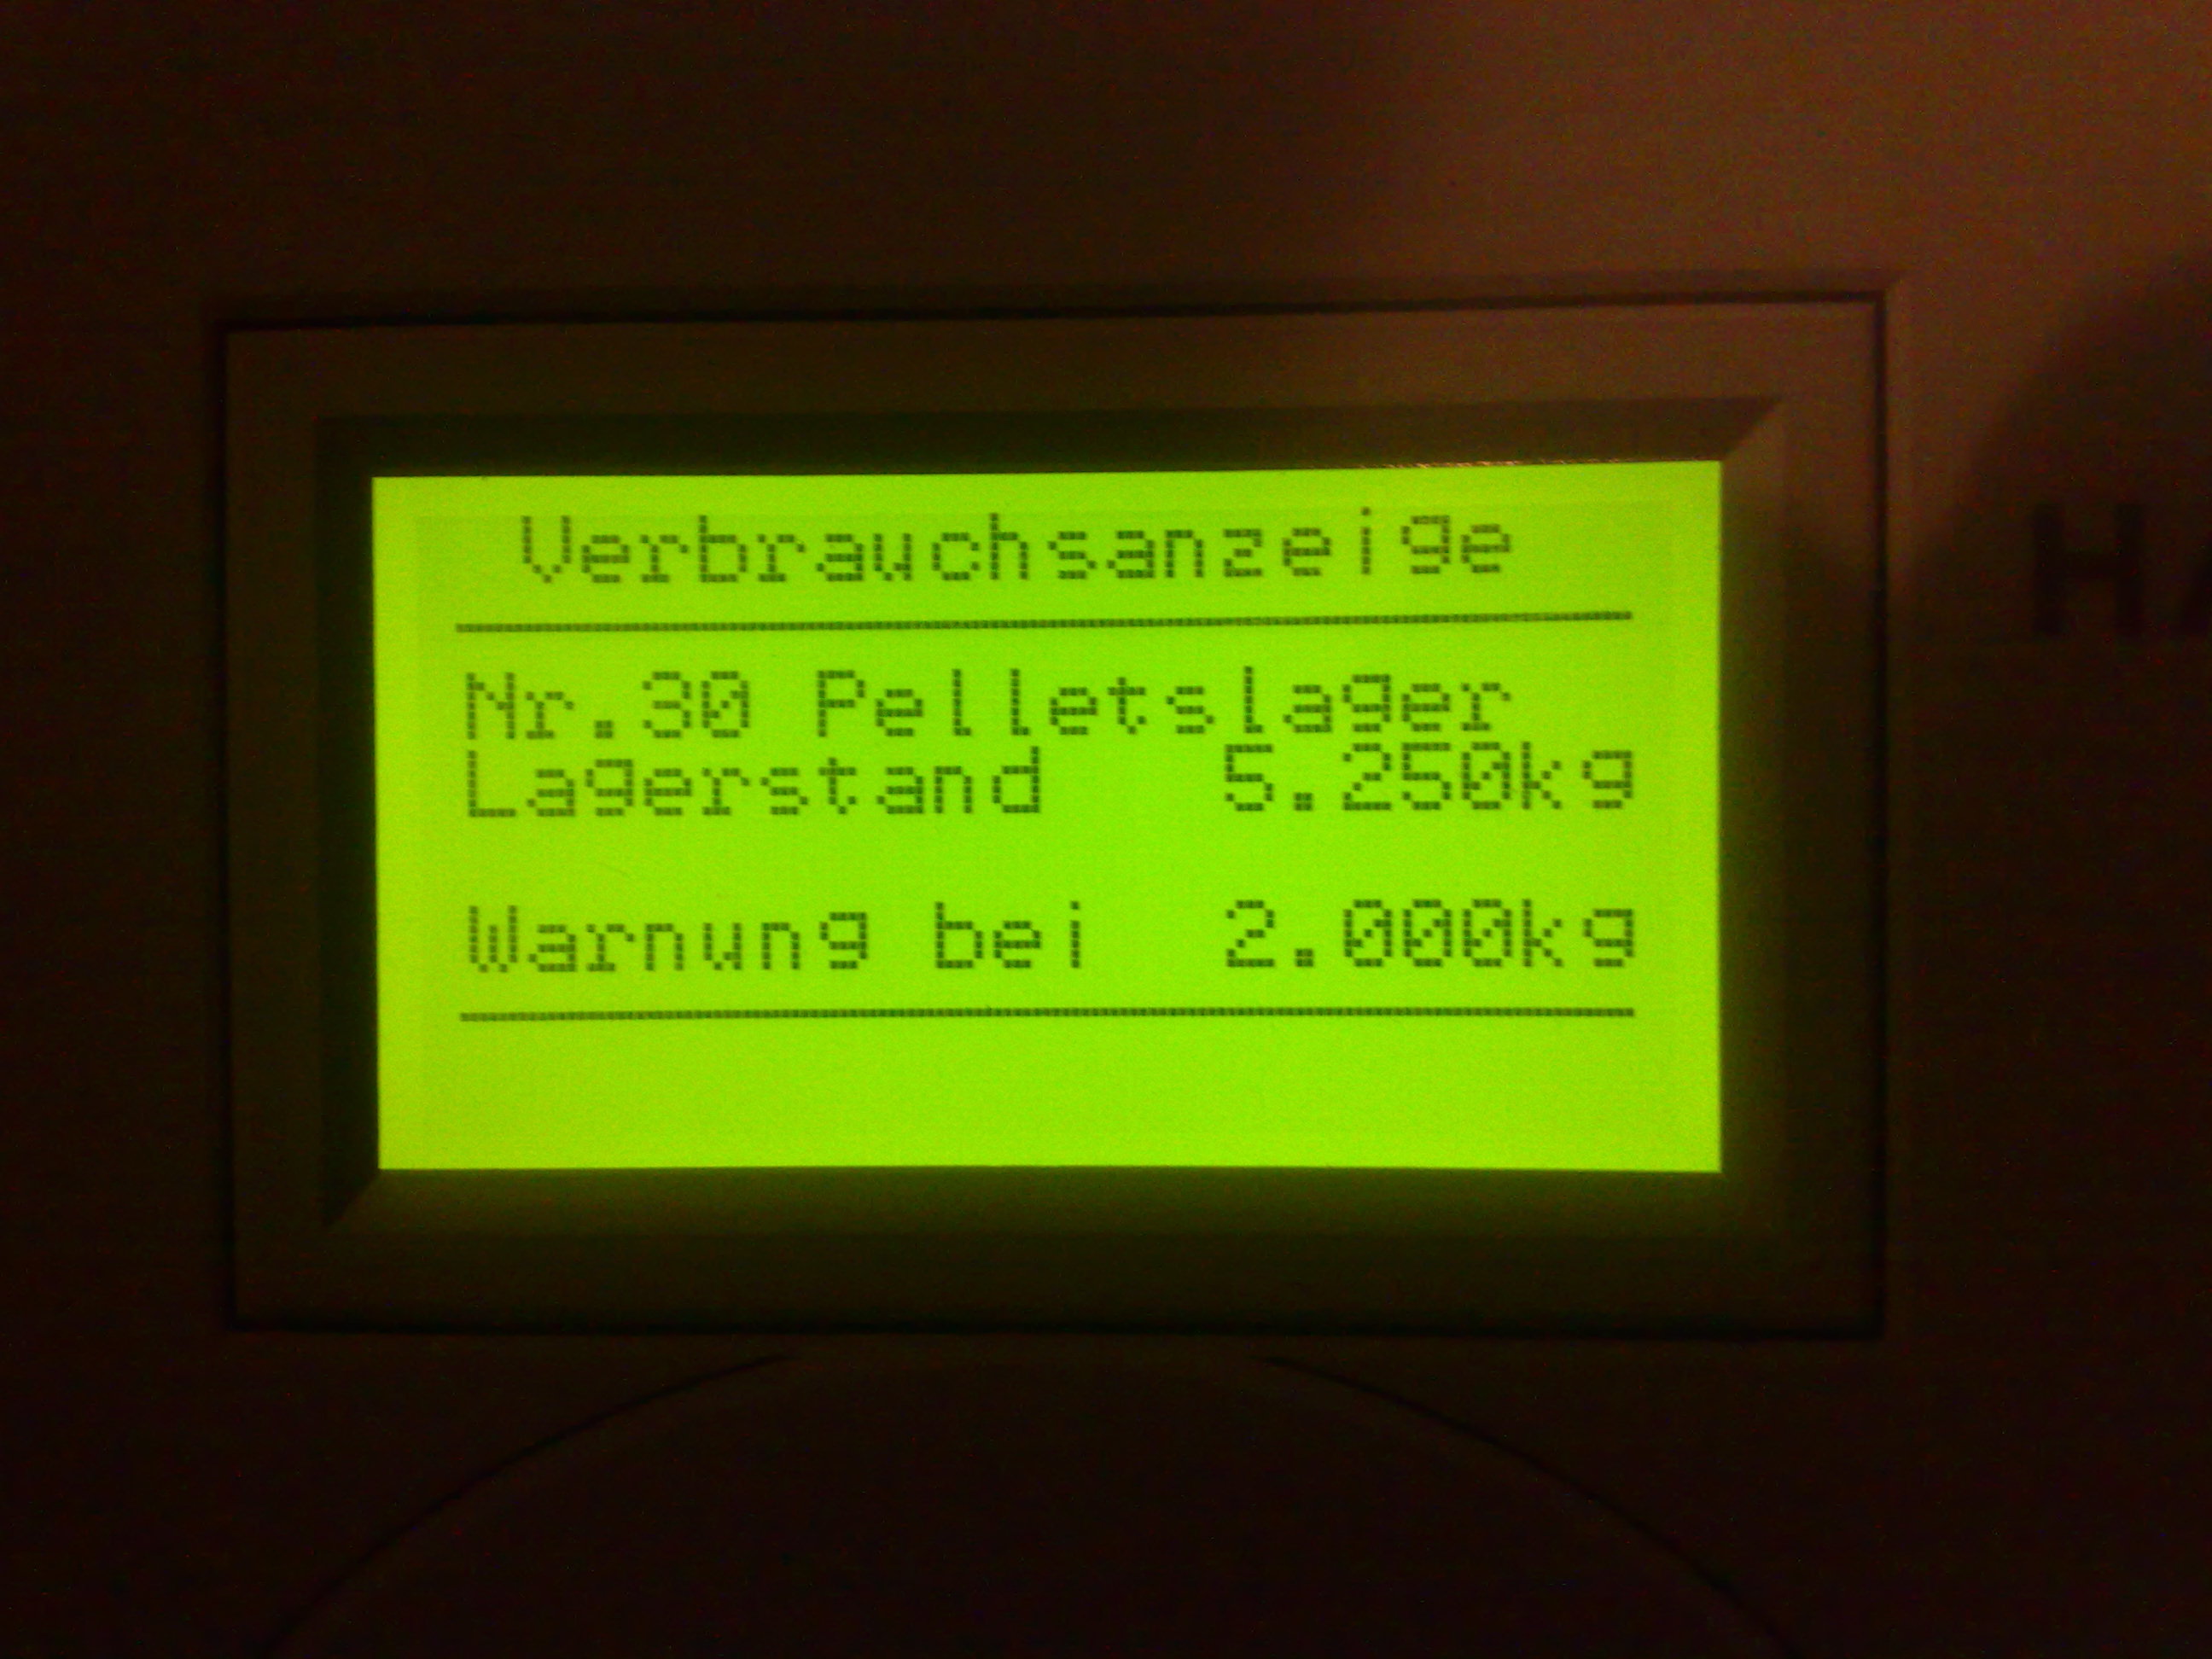 Verbrauchsanzeige
Nr.30 Pelletslager
Lagerstand 5.250kg
Warnung bei 2.000kg